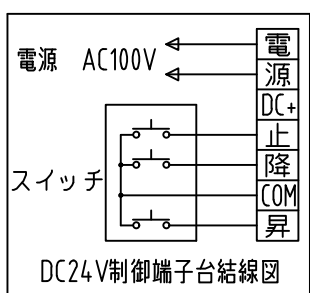 電源 AC100V
電
源
DC+
止
降
COM
昇
スイッチ
DC24V制御端子台結線図